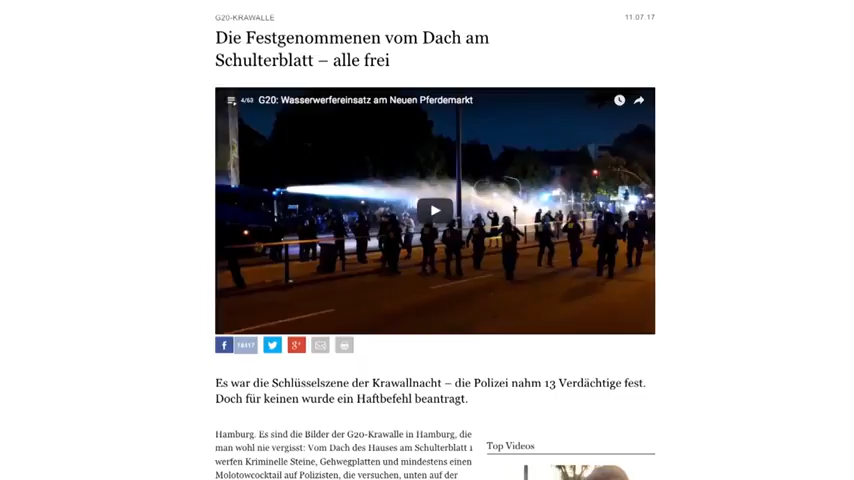 G20-KRAWALLE
11.07.17
Die Festgenommenen vom Dach am
Schulterblatt – alle frei
4/63 G20: Wasserwerfereinsatz am Neuen Pferdemarkt
f 18417 g+
Es war die Schlüsselszene der Krawallnacht – die Polizei nahm 13 Verdächtige fest.
Doch für keinen wurde ein Haftbefehl beantragt.
Hamburg. Es sind die Bilder der G20-Krawalle in Hamburg, die
man wohl nie vergisst: Vom Dach des Hauses am Schulterblatt 1
werfen Kriminelle Steine, Gehwegplatten und mindestens einen
Molotowcocktail auf Polizisten, die versuchen, unten auf der
Top Videos